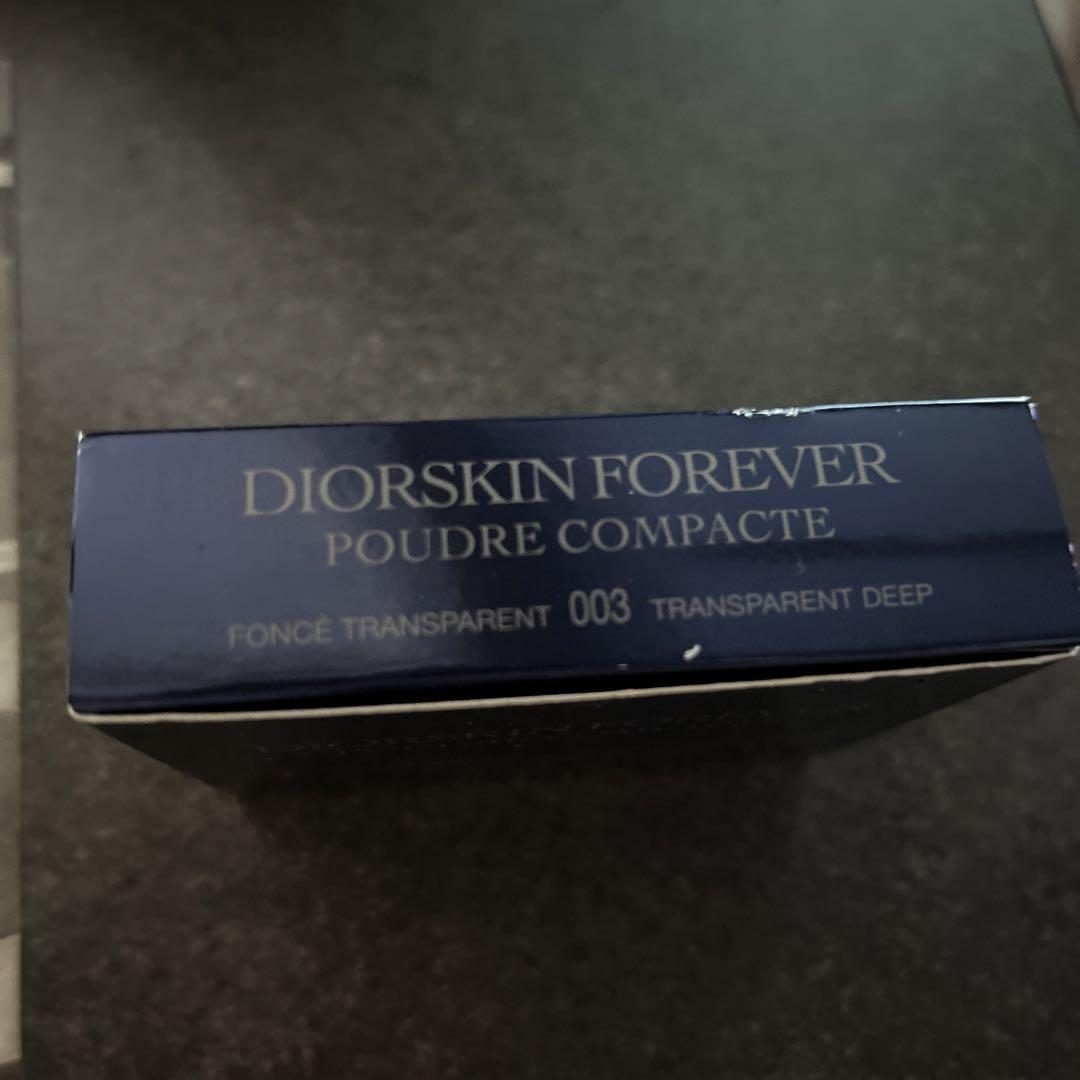 DIORSKIN FOREVER
POUDRE COMPACTE
FONCÉ TRANSPARENT 003 TRANSPARENT DEEP